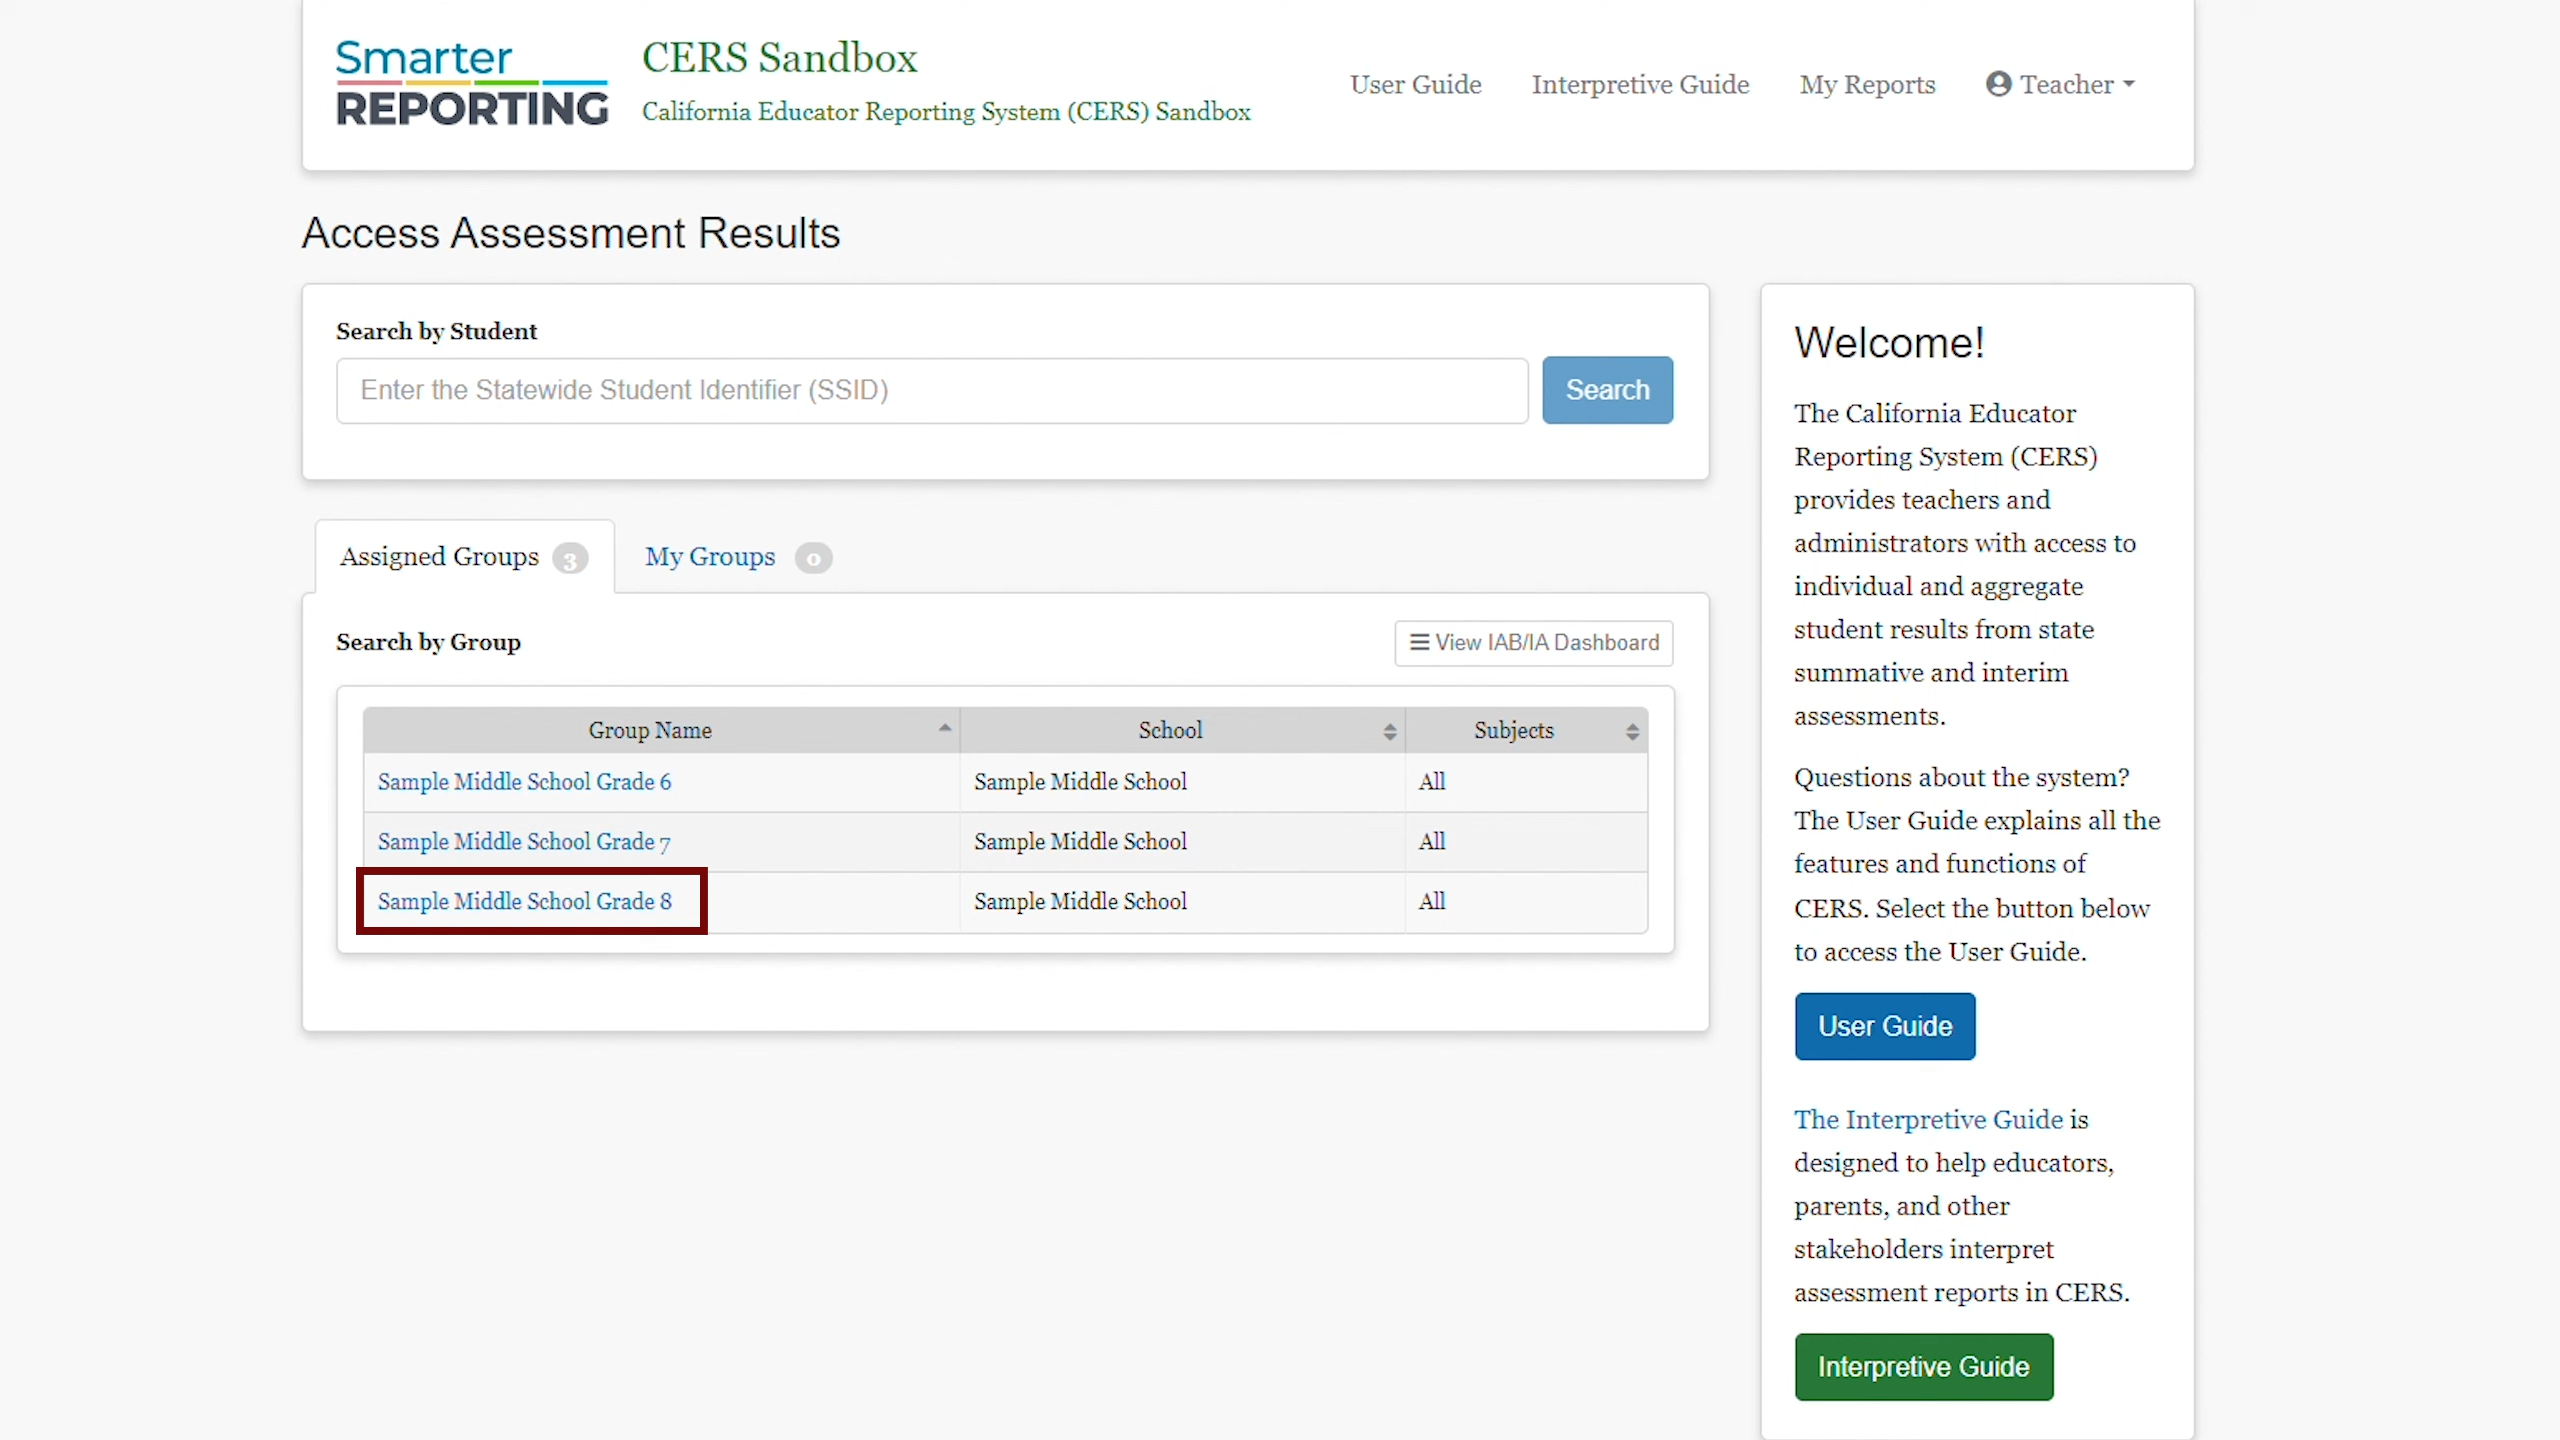 Smarter
REPORTING
CERS Sandbox
California Educator Reporting System (CERS) Sandbox
User Guide
Interpretive Guide
My Reports
Teacher
Access Assessment Results
Search by Student
Enter the Statewide Student Identifier (SSID)
Search
Assigned Groups 3
My Groups 0
Search by Group
View IAB/IA Dashboard
Group Name School Subjects
Sample Middle School Grade 6 Sample Middle School All
Sample Middle School Grade 7 Sample Middle School All
Sample Middle School Grade 8 Sample Middle School All
Welcome!
The California Educator
Reporting System (CERS)
provides teachers and
administrators with access to
individual and aggregate
student results from state
summative and interim
assessments.
Questions about the system?
The User Guide explains all the
features and functions of
CERS. Select the button below
to access the User Guide.
User Guide
The Interpretive Guide is
designed to help educators,
parents, and other
stakeholders interpret
assessment reports in CERS.
Interpretive Guide